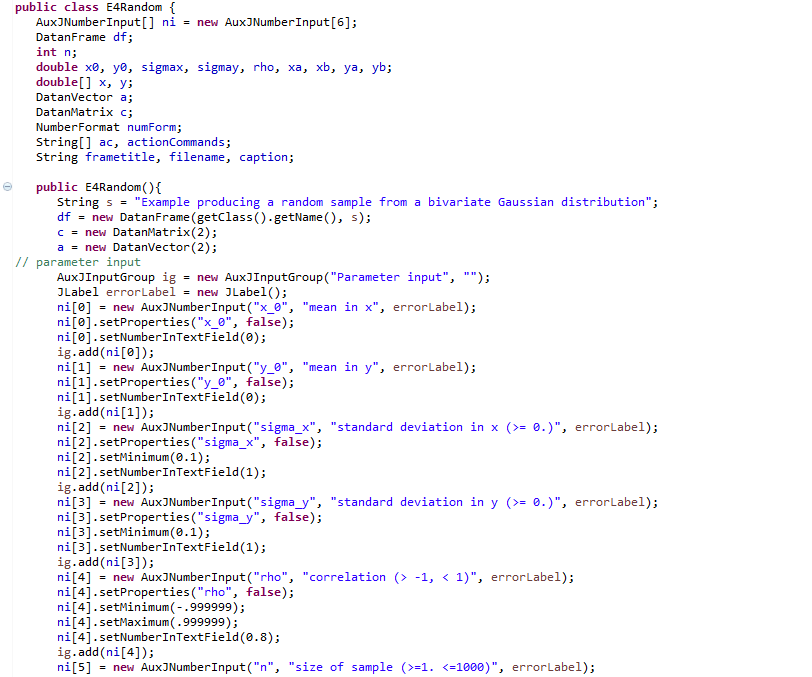 public class E4Random {
AuxJNumberInput[] ni = new AuxJNumberInput[6];
DatanFrame df;
int n;
double x0, y0, sigmax, sigmay, rho, xa, xb, ya, yb;
double[] x, y;
DatanVector a;
DatanMatrix c;
NumberFormat numForm;
String[] ac, actionCommands;
String frametitle, filename, caption;
public E4Random(){
String s = "Example producing a random sample from a bivariate Gaussian distribution";
df = new DatanFrame(getClass().getName(), s);
c = new DatanMatrix(2);
a = new DatanVector(2);
// parameter input
AuxJInputGroup ig = new AuxJInputGroup("Parameter input", "");
JLabel errorLabel = new JLabel();
ni[0] = new AuxJNumberInput("x_0", "mean in x", errorLabel);
ni[0].setProperties("x_0", false);
ni[0].setNumberInTextField(0);
ig.add(ni[0]);
ni[1] = new AuxJNumberInput("y_0", "mean in y", errorLabel);
ni[1].setProperties("y_0", false);
ni[1].setNumberInTextField(0);
ig.add(ni[1]);
ni[2] = new AuxJNumberInput("sigma_x", "standard deviation in x (>= 0.)", errorLabel);
ni[2].setProperties("sigma_x", false);
ni[2].setMinimum(0.1);
ni[2].setNumberInTextField(1);
ig.add(ni[2]);
ni[3] = new AuxJNumberInput("sigma_y", "standard deviation in y (>= 0.)", errorLabel);
ni[3].setProperties("sigma_y", false);
ni[3].setMinimum(0.1);
ni[3].setNumberInTextField(1);
ig.add(ni[3]);
ni[4] = new AuxJNumberInput("rho", "correlation (> -1, < 1)", errorLabel);
ni[4].setProperties("rho", false);
ni[4].setMinimum(-.999999);
ni[4].setMaximum(.999999);
ni[4].setNumberInTextField(0.8);
ig.add(ni[4]);
ni[5] = new AuxJNumberInput("n", "size of sample (>=1. <=1000)", errorLabel);